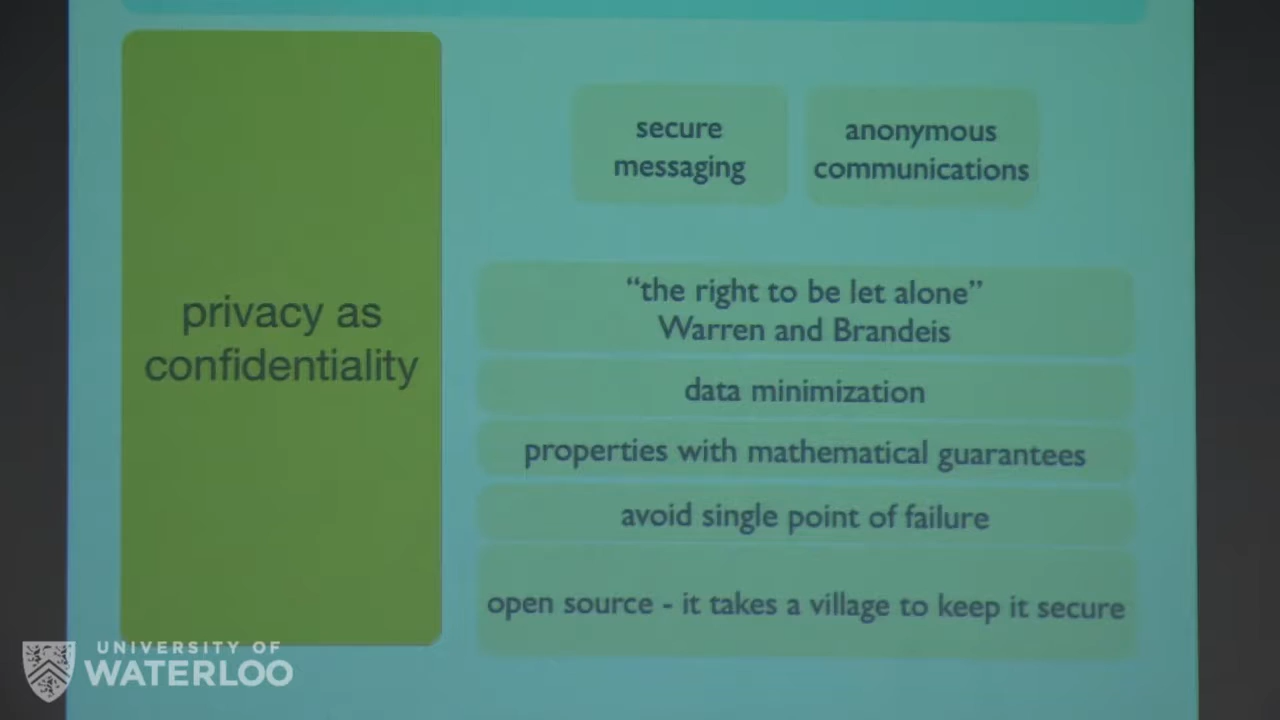 privacy as
confidentiality
secure
messaging
anonymous
communications
“the right to be let alone”
Warren and Brandeis
data minimization
properties with mathematical guarantees
avoid single point of failure
open source - it takes a village to keep it secure
UNIVERSITY OF
WATERLOO